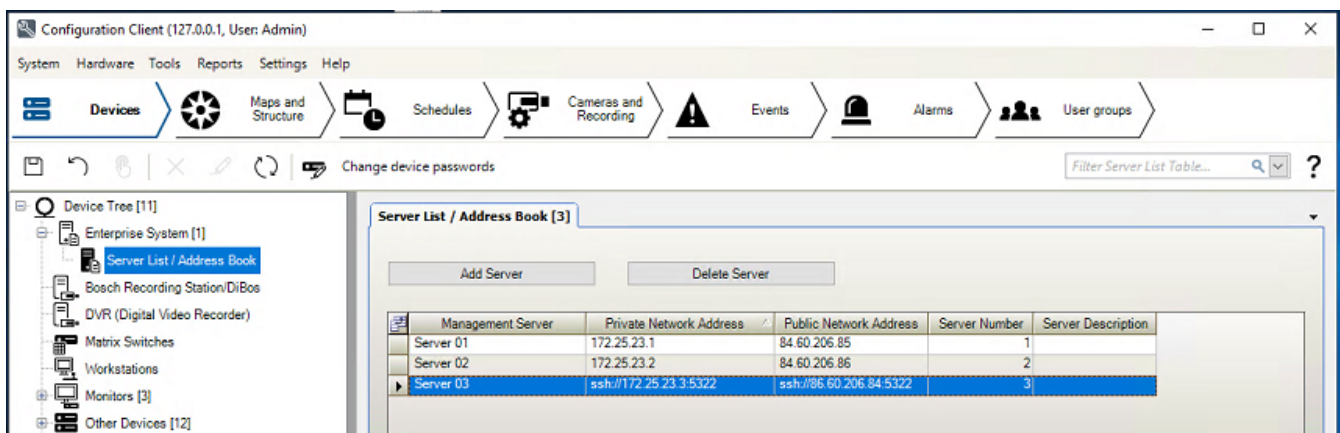 Configuration Client (127.0.0.1, User: Admin)
System Hardware Tools Reports Settings Help
Devices
Maps and
Structure
Schedules
Cameras and
Recording
Events
Alarms
User groups
Change device passwords
Filter Server List Table...
?
Device Tree [11]
Enterprise System [1]
Server List / Address Book
Bosch Recording Station/DiBos
DVR (Digital Video Recorder)
Matrix Switches
Workstations
Monitors [3]
Other Devices [12]
Server List / Address Book [3]
Add Server Delete Server
Management Server Private Network Address Public Network Address Server Number Server Description
Server 01 172.25.23.1 84.60.206.85 1
Server 02 172.25.23.2 84.60.206.86 2
Server 03 ssh://172.25.23.3:5322 ssh://86.60.206.84:5322 3